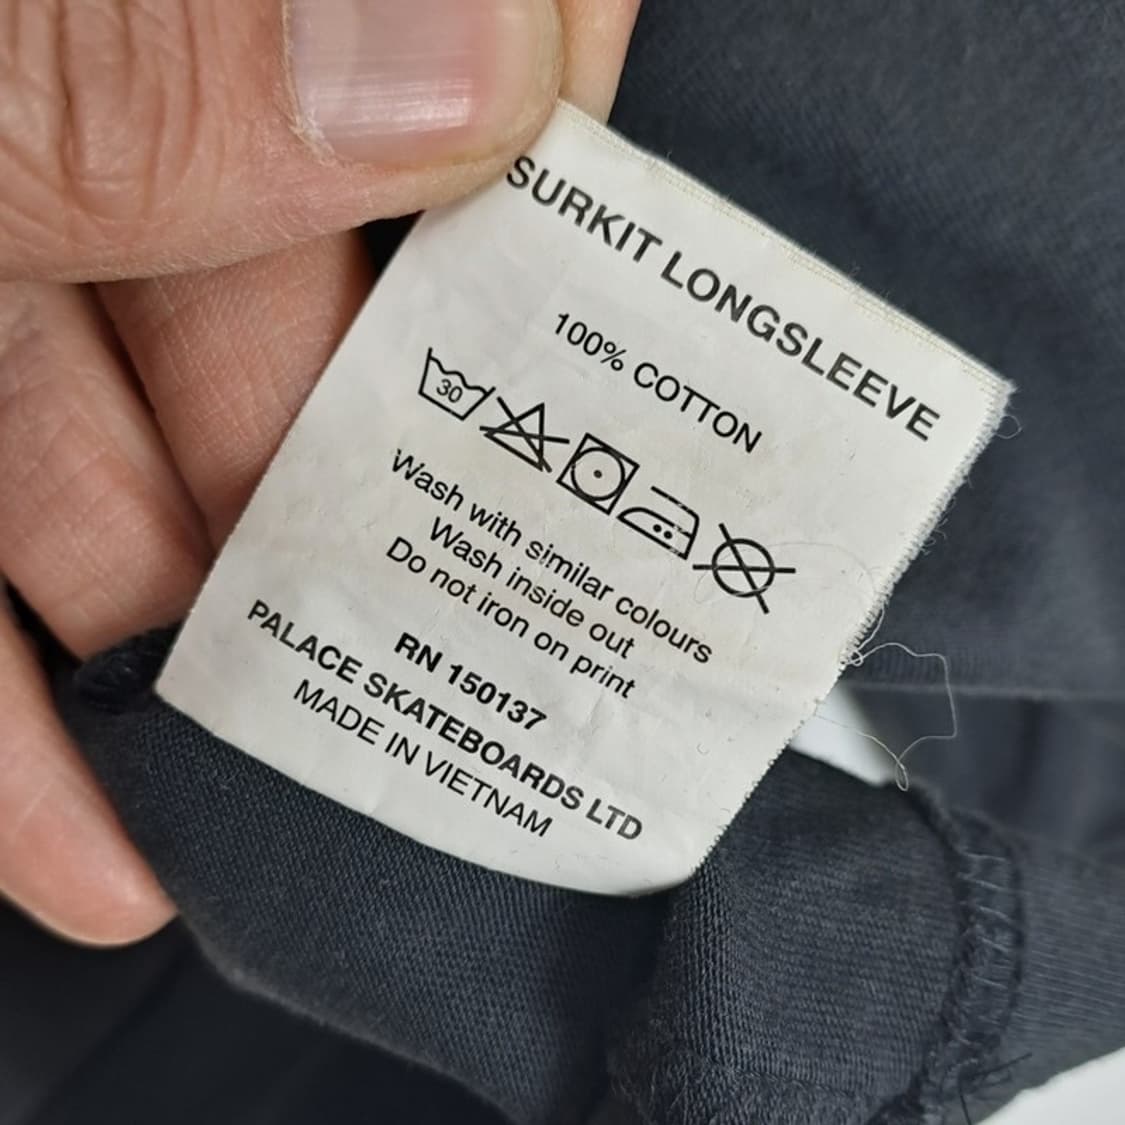 SURKIT LONGSLEEVE
100% COTTON
30
Wash with similar colours
Wash inside out
Do not iron on print
RN 150137
PALACE SKATEBOARDS LTD
MADE IN VIETNAM